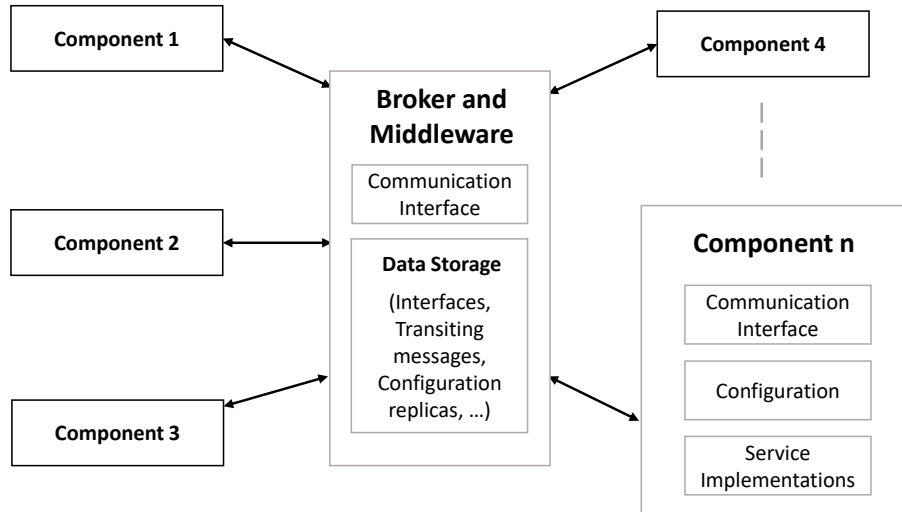 Component 1
Component 2
Component 3
Broker and
Middleware
Communication
Interface
Data Storage
(Interfaces,
Transiting
messages,
Configuration
replicas, ...)
Component 4
Component n
Communication
Interface
Configuration
Service
Implementations